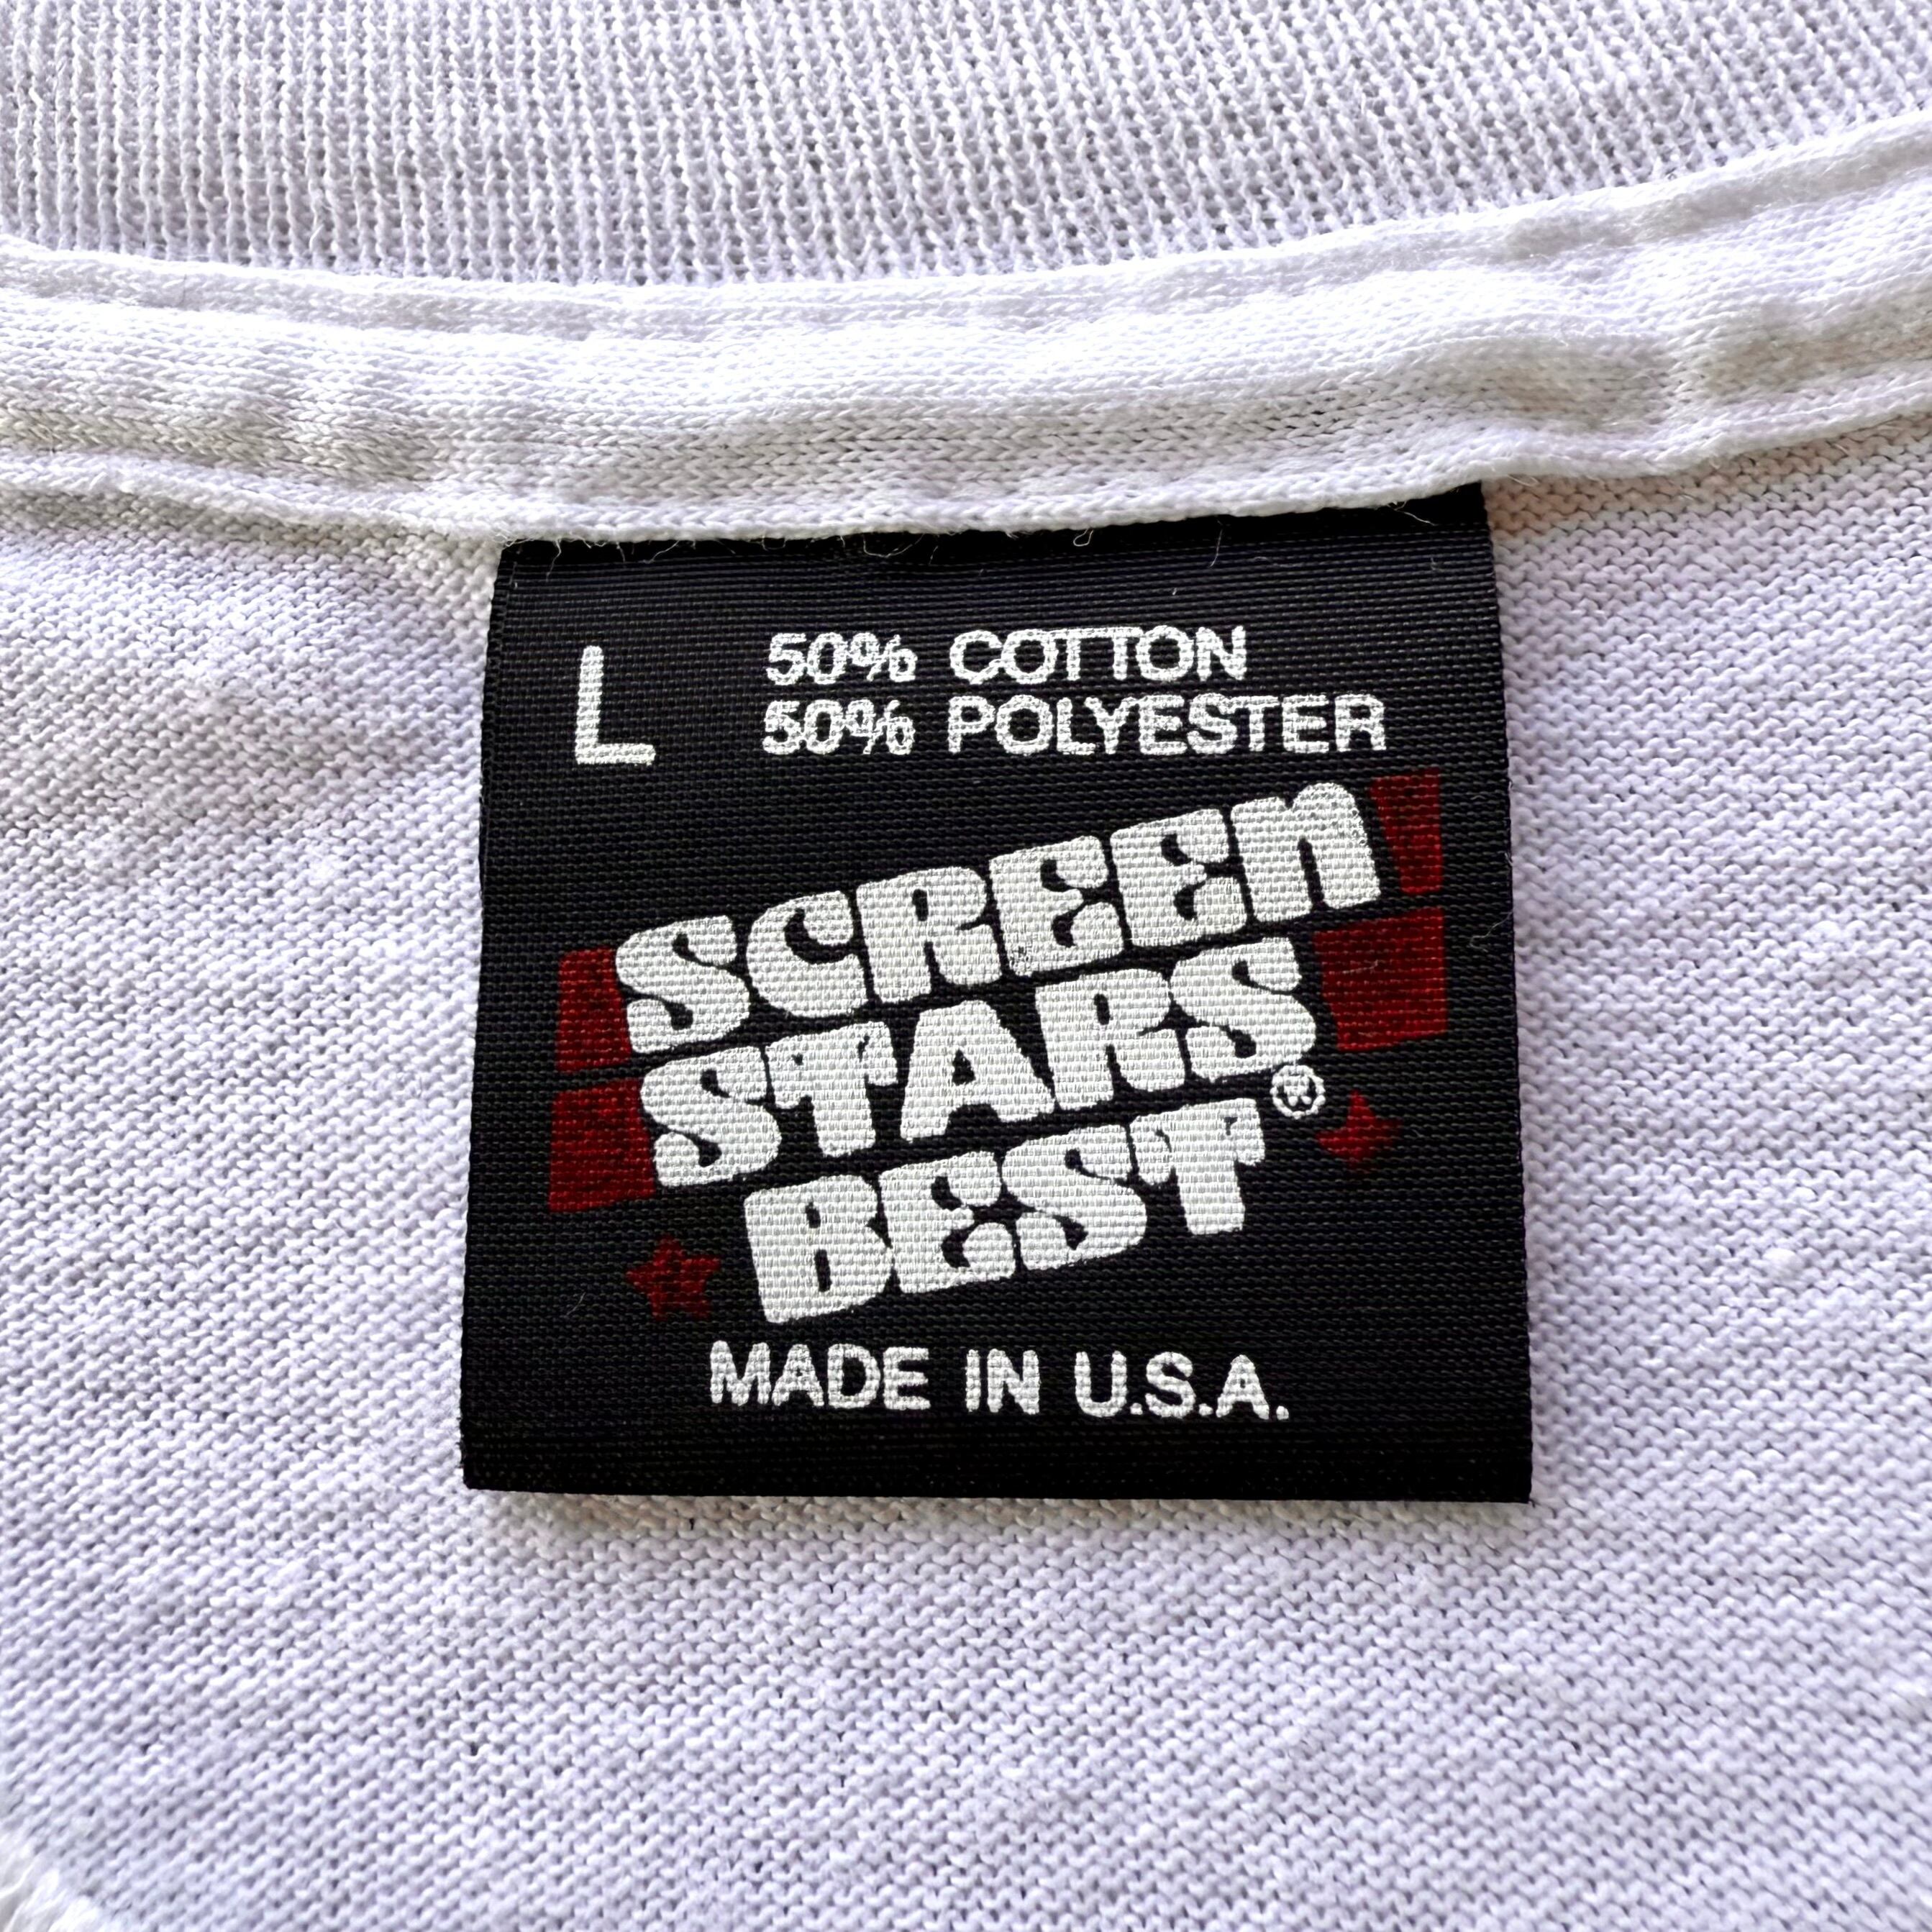 L
50% COTTON
50% POLYESTER
SCREEN
STARS
BEST®
MADE IN U.S.A.